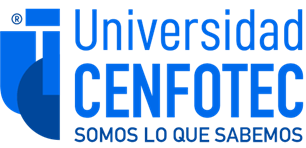 ®
Universidad
CENFOTEC
SOMOS LO QUE SABEMOS